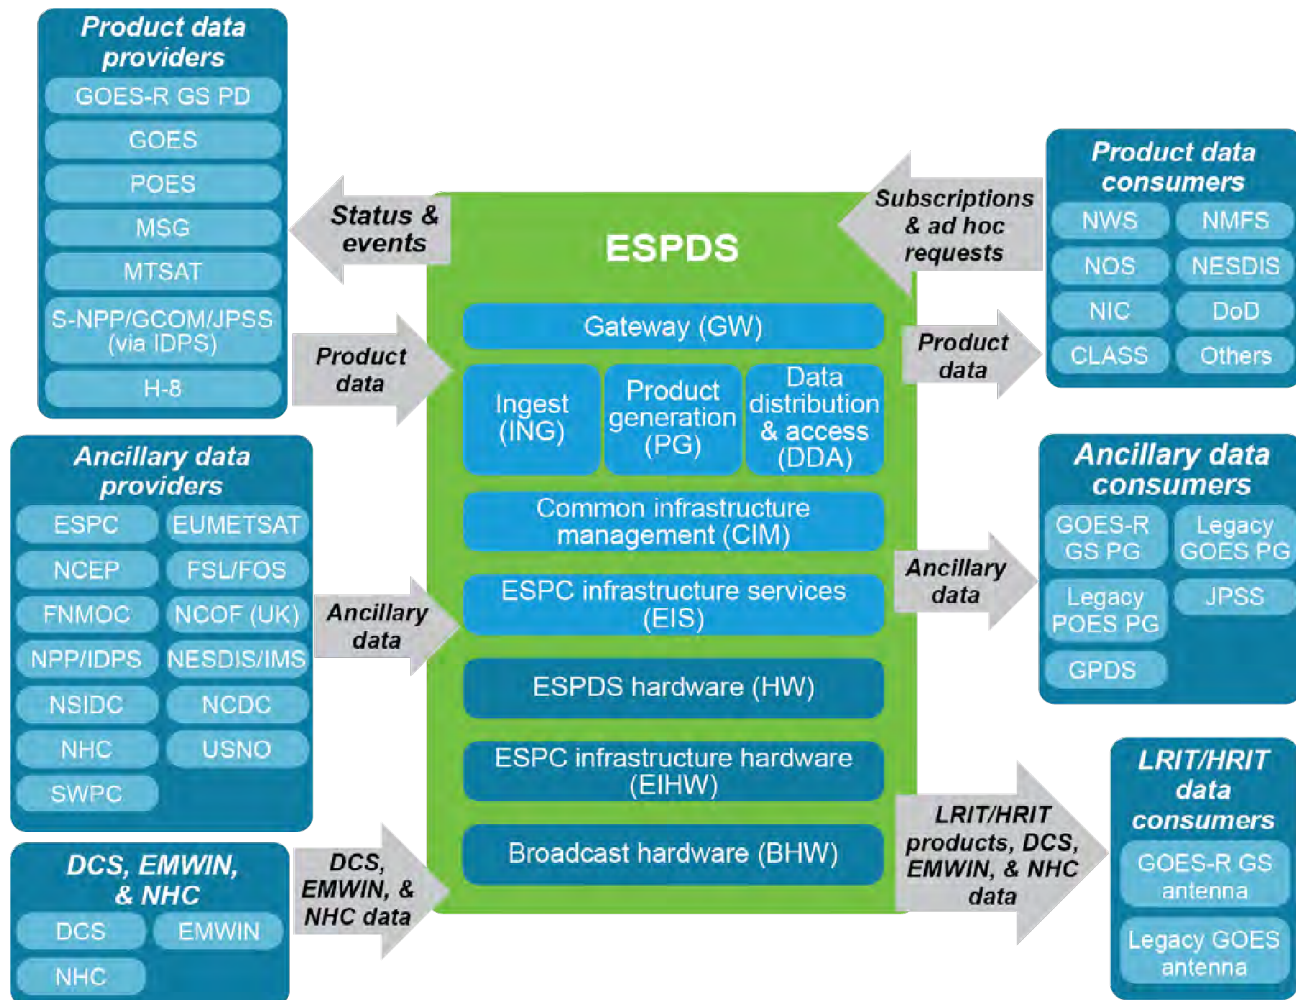 Product data
providers
GOES-R GS PD
GOES
POES
MSG
MTSAT
S-NPP/GCOM/JPSS
(via IDPS)
H-8
Ancillary data
providers
ESPC
EUMETSAT
NCEP
FSL/FOS
FNMOC
NCOF (UK)
NPP/IDPS
NESDIS/IMS
NSIDC
NCDC
NHC
USNO
SWPC
DCS, EMWIN,
& NHC
DCS
EMWIN
NHC
Status &
events
Product
data
Ancillary
data
DCS,
EMWIN, &
NHC data
ESPDS
Gateway (GW)
Ingest
(ING)
Product
generation
(PG)
Data
distribution
& access
(DDA)
Common infrastructure
management (CIM)
ESPC infrastructure services
(EIS)
ESPDS hardware (HW)
ESPC infrastructure hardware
(EIHW)
Broadcast hardware (BHW)
Subscriptions
& ad hoc
requests
Product
data
Ancillary
data
LRIT/HRIT
products, DCS,
EMWIN, & NHC
data
Product data
consumers
NWS
NMFS
NOS
NESDIS
NIC
DoD
CLASS
Others
Ancillary data
consumers
GOES-R
GS PG
Legacy
GOES PG
Legacy
POES PG
JPSS
GPDS
LRIT/HRIT
data
consumers
GOES-R GS
antenna
Legacy GOES
antenna